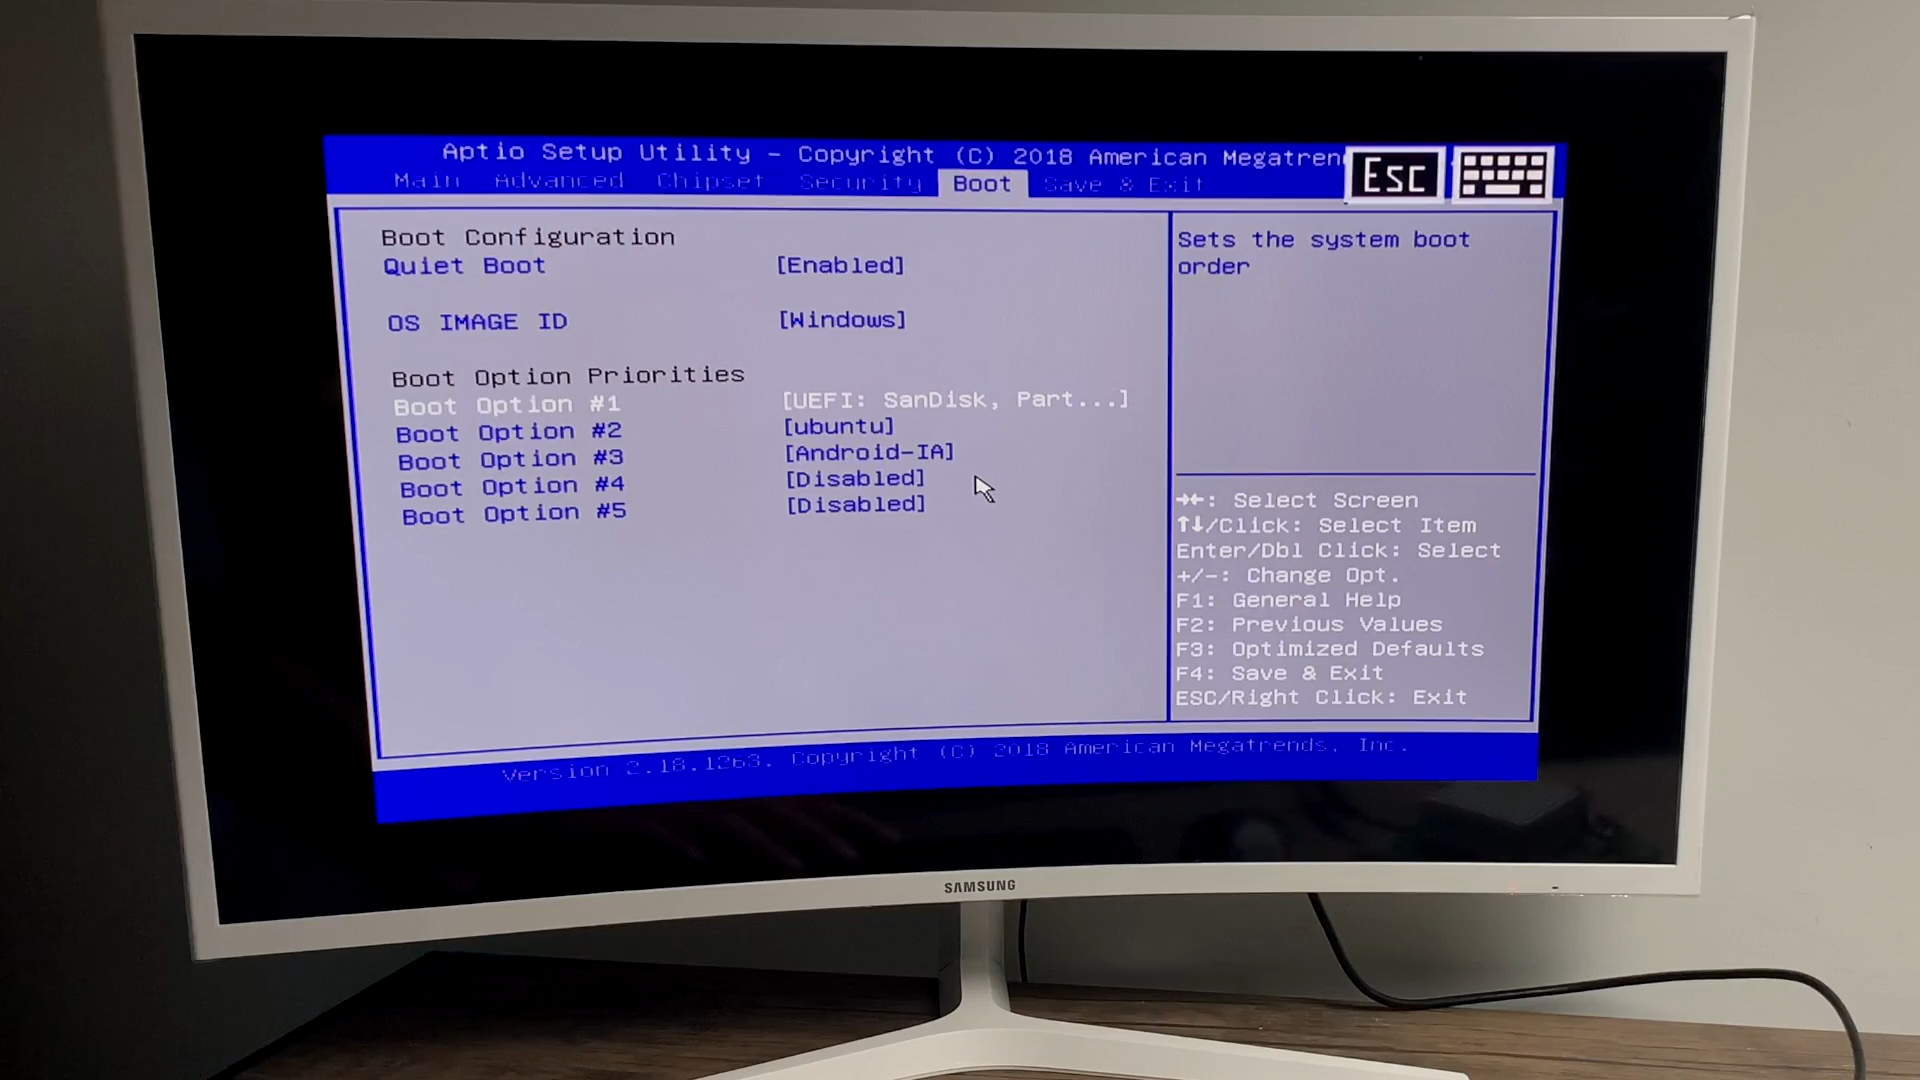 Aptio Setup Utility - Copyright (C) 2018 American Megatren
Esc
Main Advanced Chipset Security Boot Save & Exit
Boot Configuration
Quiet Boot [Enabled]
OS IMAGE ID [Windows]
Boot Option Priorities
Boot Option #1 [UEFI: SanDisk, Part...]
Boot Option #2 [ubuntu]
Boot Option #3 [Android-IA]
Boot Option #4 [Disabled]
Boot Option #5 [Disabled]
Sets the system boot
order
→←: Select Screen
↑↓/Click: Select Item
Enter/Dbl Click: Select
+/-: Change Opt.
F1: General Help
F2: Previous Values
F3: Optimized Defaults
F4: Save & Exit
ESC/Right Click: Exit
Version 2.18.1263. Copyright (C) 2018 American Megatrends, Inc.
SAMSUNG